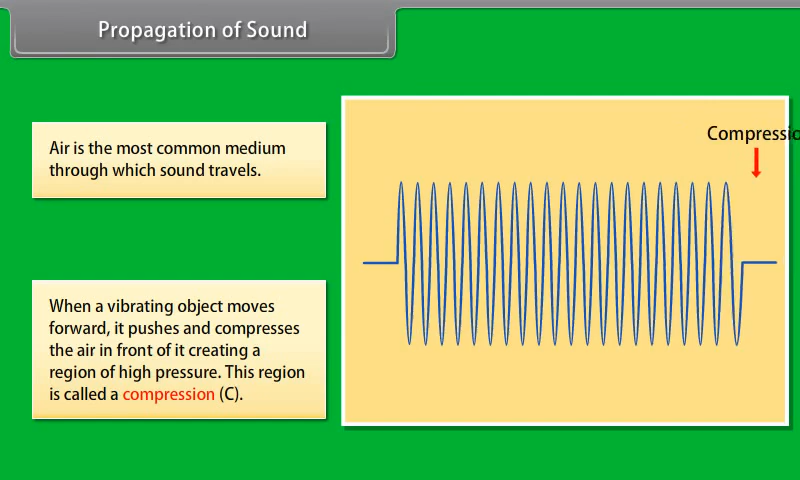 Propagation of Sound
Air is the most common medium
through which sound travels.
Compressio
When a vibrating object moves
forward, it pushes and compresses
the air in front of it creating a
region of high pressure. This region
is called a compression (C).